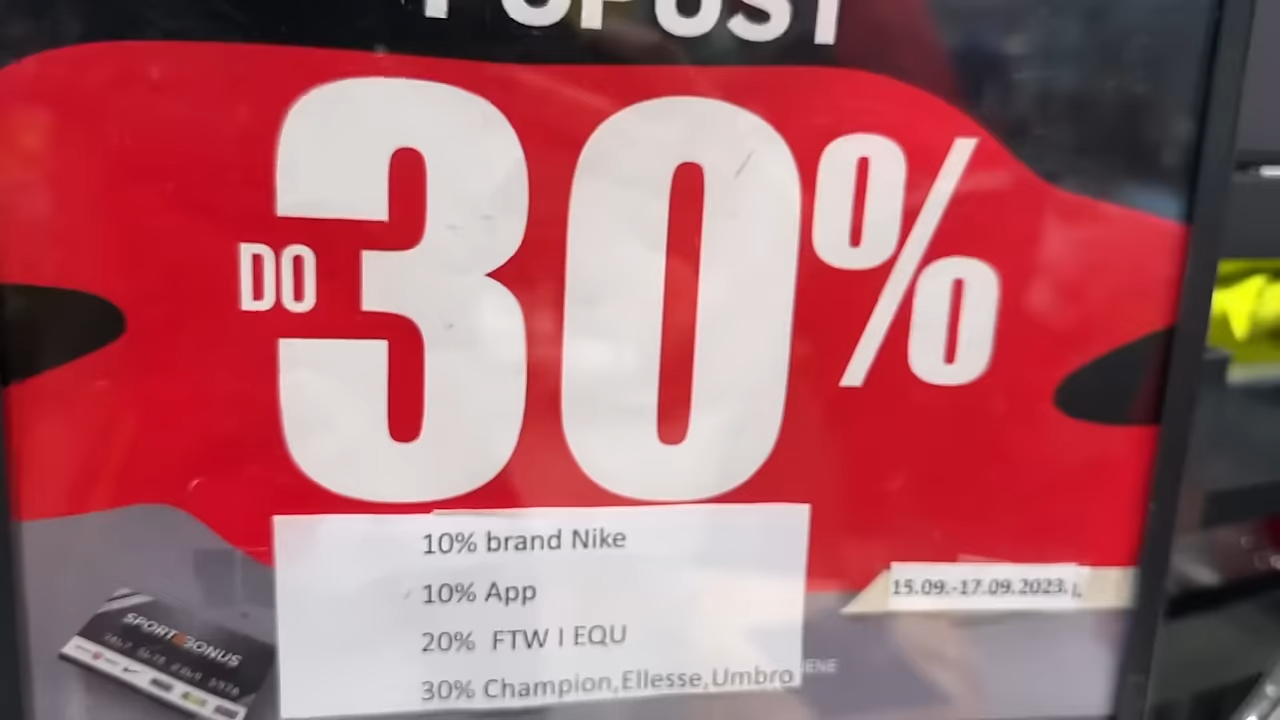 POPUST
DO 30%
10% brand Nike
10% App
20% FTW I EQU
30% Champion,Ellesse,Umbro
15.09.-17.09.2023.
SPORT BONUS